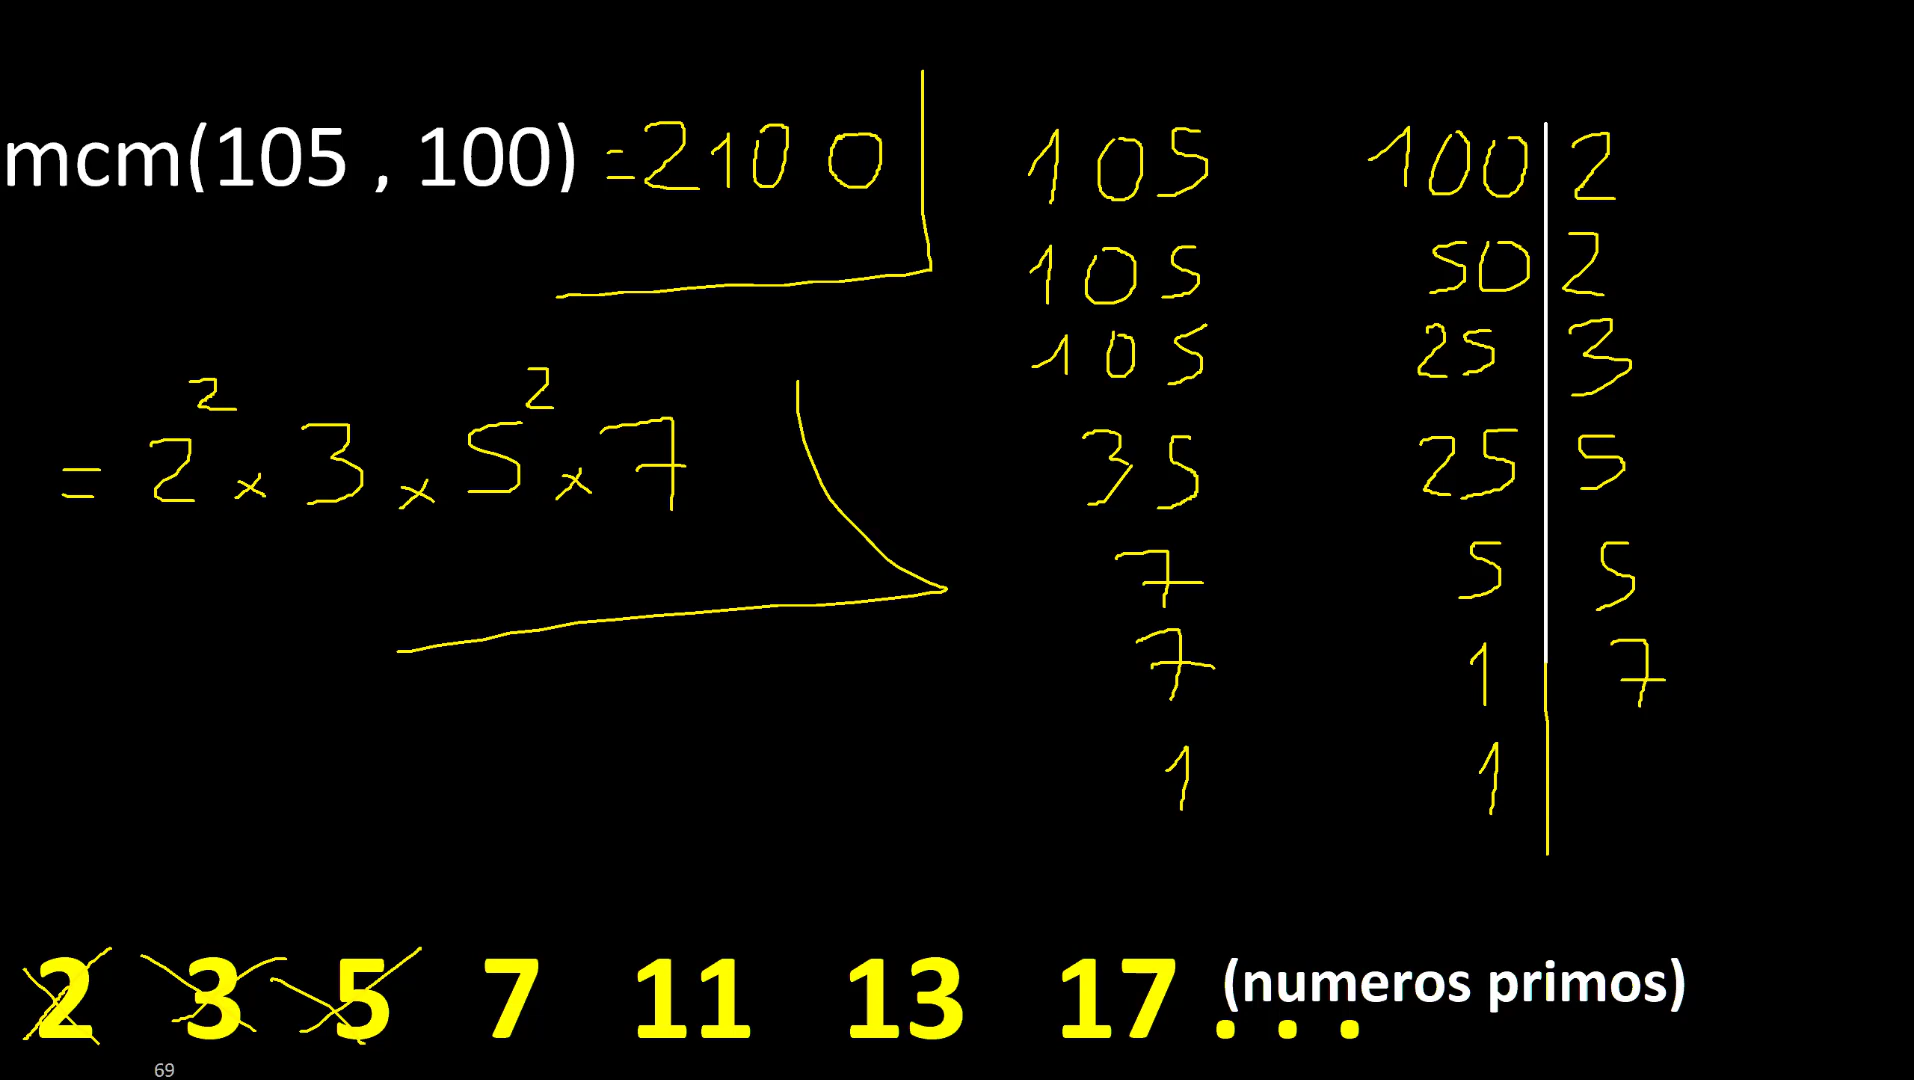 mcm(105 , 100) =2100
= 2² × 3 × 5² × 7
105 100 2
105 50 2
105 25 3
35 25 5
7 5 5
7 1 7
1 1
2 3 5 7 11 13 17 . . . (numeros primos)
69